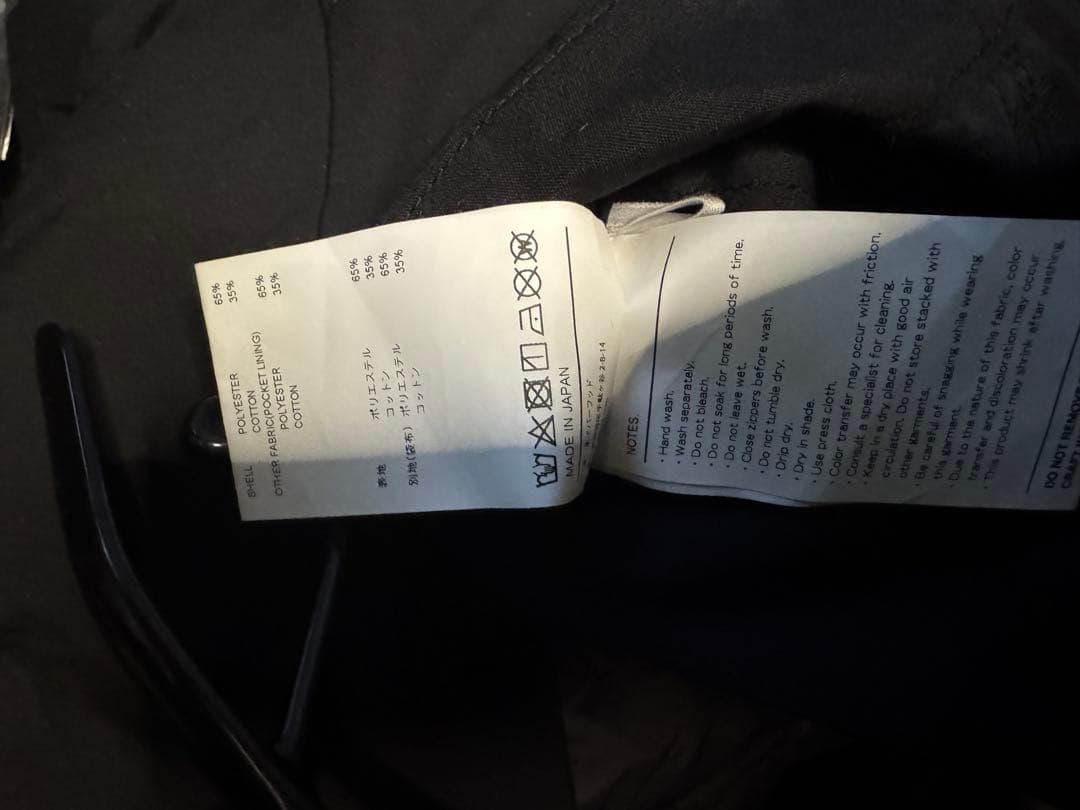 SHELL
POLYESTER 65%
COTTON 35%
OTHER FABRIC(POCKET LINING)
POLYESTER 65%
COTTON 35%
表地
ポリエステル 65%
コットン 35%
別地(袋布) ポリエステル 65%
コットン 35%
MADE IN JAPAN
2-8-14
NOTES.
・Hand wash.
・Wash separately.
・Do not bleach.
・Do not soak for long periods of time.
・Do not leave wet.
・Close zippers before wash.
・Do not tumble dry.
・Drip dry.
・Dry in shade.
・Use press cloth.
・Color transfer may occur with friction.
・Consult a specialist for cleaning.
・Keep in a dry place with good air
circulation. Do not store stacked with
other garments.
・Be careful of snagging while wearing
this garment.
・Due to the nature of this fabric, color
transfer and discoloration may occur.
・This product may shrink after washing.
DO NOT REMOVE